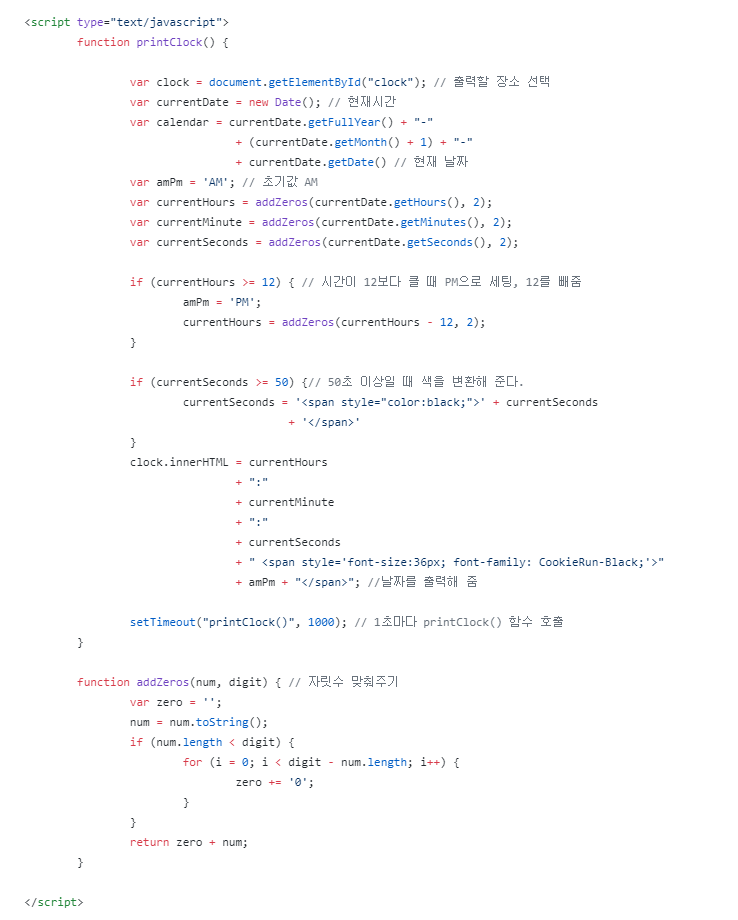 <script type="text/javascript">
function printClock() {
var clock = document.getElementById("clock"); // 출력할 장소 선택
var currentDate = new Date(); // 현재시간
var calendar = currentDate.getFullYear() + "-"
+ (currentDate.getMonth() + 1) + "-"
+ currentDate.getDate() // 현재 날짜
var amPm = 'AM'; // 초기값 AM
var currentHours = addZeros(currentDate.getHours(), 2);
var currentMinute = addZeros(currentDate.getMinutes(), 2);
var currentSeconds = addZeros(currentDate.getSeconds(), 2);
if (currentHours >= 12) { // 시간이 12보다 클 때 PM으로 세팅, 12를 빼줌
amPm = 'PM';
currentHours = addZeros(currentHours - 12, 2);
}
if (currentSeconds >= 50) {// 50초 이상일 때 색을 변환해 준다.
currentSeconds = '<span style="color:black;">' + currentSeconds
+ '</span>'
}
clock.innerHTML = currentHours
+ ":"
+ currentMinute
+ ":"
+ currentSeconds
+ " <span style='font-size:36px; font-family: CookieRun-Black;'>"
+ amPm + "</span>"; //날짜를 출력해 줌
setTimeout("printClock()", 1000); // 1초마다 printClock() 함수 호출
}
function addZeros(num, digit) { // 자릿수 맞춰주기
var zero = '';
num = num.toString();
if (num.length < digit) {
for (i = 0; i < digit - num.length; i++) {
zero += '0';
}
}
return zero + num;
}
</script>